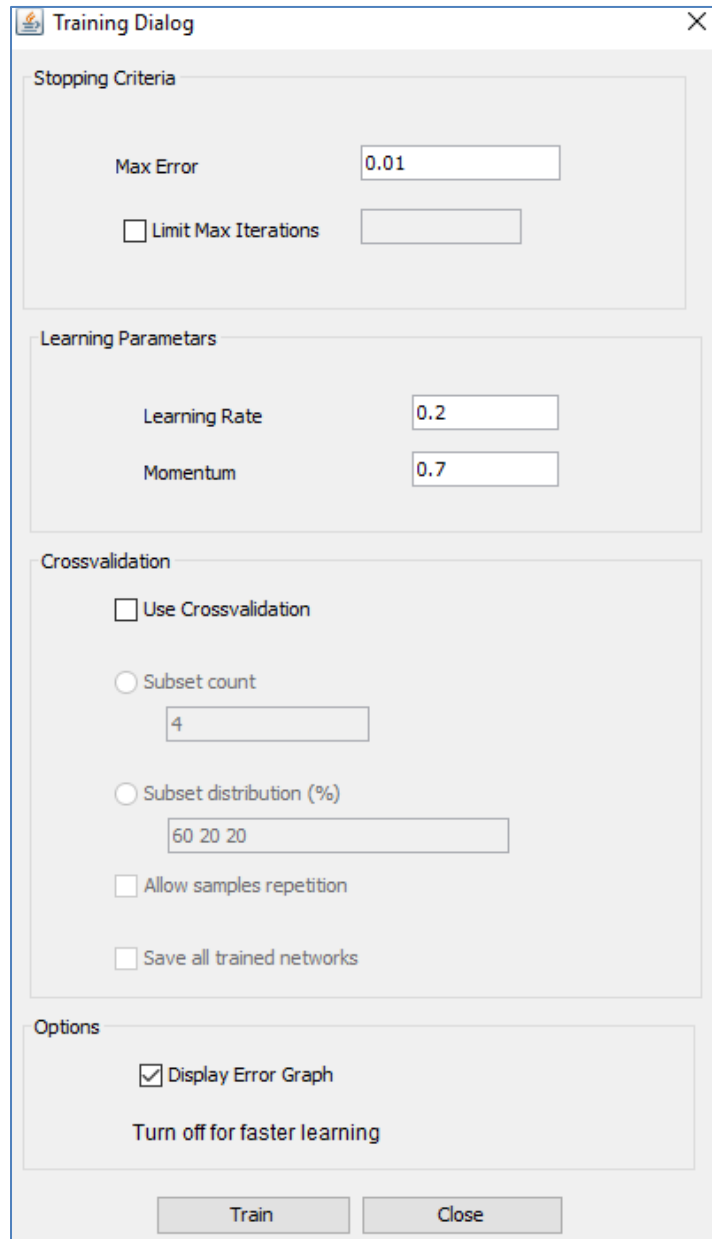 Training Dialog
Stopping Criteria
Max Error 0.01
Limit Max Iterations
Learning Parametars
Learning Rate 0.2
Momentum 0.7
Crossvalidation
Use Crossvalidation
Subset count
4
Subset distribution (%)
60 20 20
Allow samples repetition
Save all trained networks
Options
Display Error Graph
Turn off for faster learning
Train Close